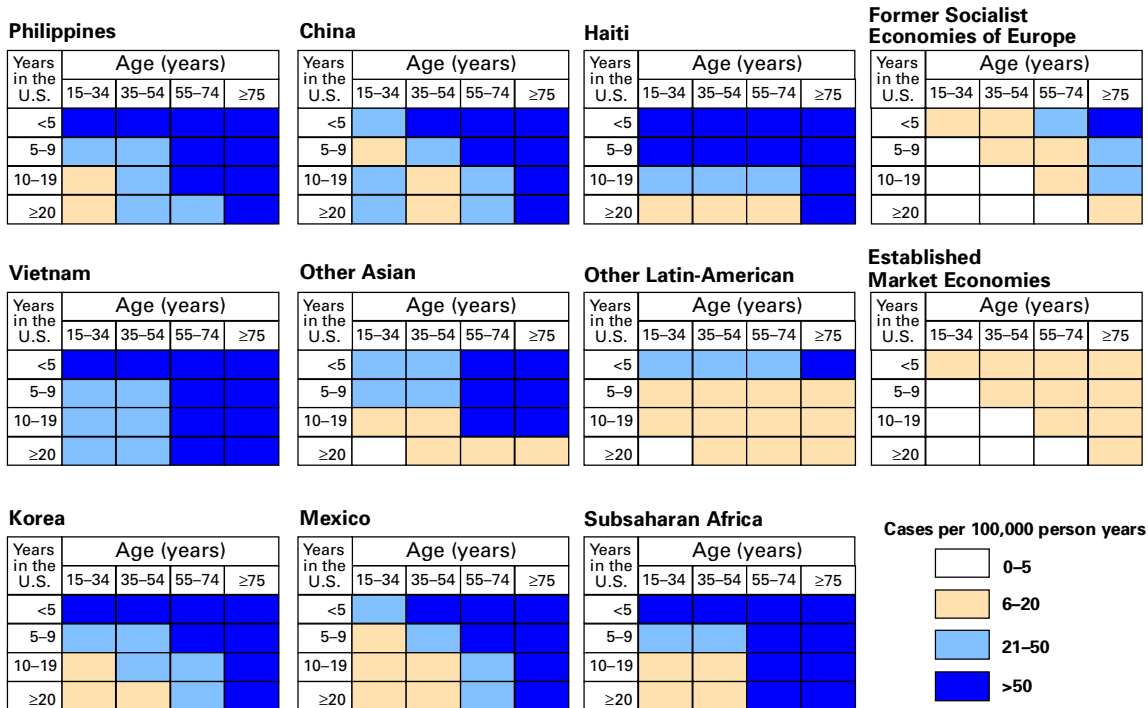 Philippines
Years in the U.S.
Age (years)
15–34 35–54 55–74 ≥75
<5
5–9
10–19
≥20
China
Years in the U.S.
Age (years)
15–34 35–54 55–74 ≥75
<5
5–9
10–19
≥20
Haiti
Years in the U.S.
Age (years)
15–34 35–54 55–74 ≥75
<5
5–9
10–19
≥20
Former Socialist
Economies of Europe
Years in the U.S.
Age (years)
15–34 35–54 55–74 ≥75
<5
5–9
10–19
≥20
Vietnam
Years in the U.S.
Age (years)
15–34 35–54 55–74 ≥75
<5
5–9
10–19
≥20
Other Asian
Years in the U.S.
Age (years)
15–34 35–54 55–74 ≥75
<5
5–9
10–19
≥20
Other Latin-American
Years in the U.S.
Age (years)
15–34 35–54 55–74 ≥75
<5
5–9
10–19
≥20
Established
Market Economies
Years in the U.S.
Age (years)
15–34 35–54 55–74 ≥75
<5
5–9
10–19
≥20
Korea
Years in the U.S.
Age (years)
15–34 35–54 55–74 ≥75
<5
5–9
10–19
≥20
Mexico
Years in the U.S.
Age (years)
15–34 35–54 55–74 ≥75
<5
5–9
10–19
≥20
Subsaharan Africa
Years in the U.S.
Age (years)
15–34 35–54 55–74 ≥75
<5
5–9
10–19
≥20
Cases per 100,000 person years
0–5
6–20
21–50
>50